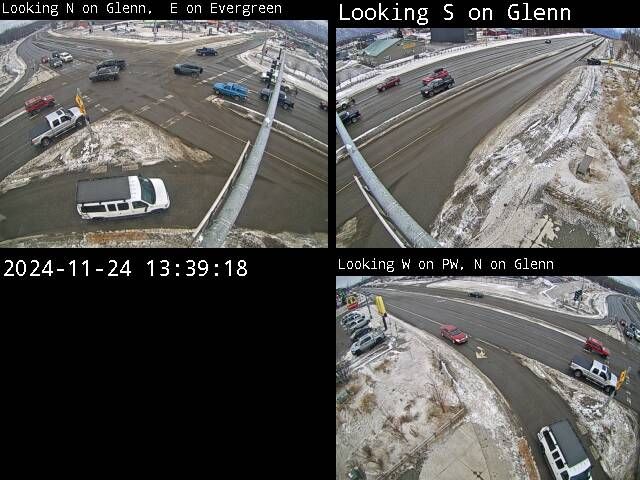 Looking N on Glenn,  E on Evergreen
Looking S on Glenn
2024-11-24 13:39:18
Looking W on PW, N on Glenn